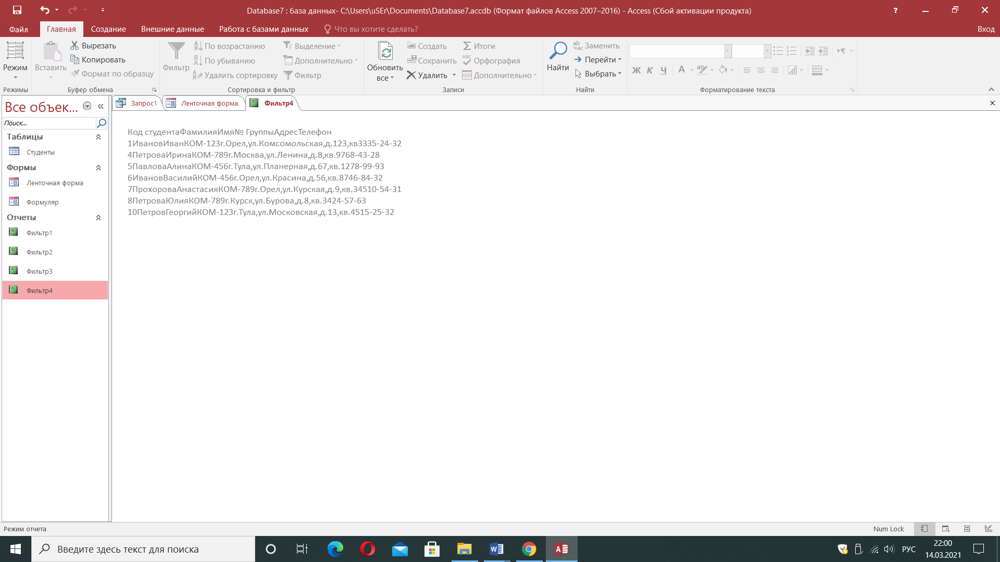 Database7 : база данных- C:\Users\uSEr\Documents\Database7.accdb (Формат файлов Access 2007–2016) - Access (Сбой активации продукта)
?
Файл Главная Создание Внешние данные Работа с базами данных Что вы хотите сделать? Вход
Вырезать
Копировать
Формат по образцу
Режим
Вставить
Буфер обмена
Режимы
Фильтр
По возрастанию
По убыванию
Удалить сортировку
Выделение
Дополнительно
Фильтр
Сортировка и фильтр
Обновить
все
Создать
Сохранить
Удалить
Итоги
Орфография
Дополнительно
Записи
Найти
Заменить
Перейти
Выбрать
Найти
Ж К Ч
Форматирование текста
Все объек...
Поиск...
Таблицы
Студенты
Формы
Ленточная форма
Формуляр
Отчеты
Фильтр1
Фильтр2
Фильтр3
Фильтр4
Запрос1 Ленточная форма Фильтр4
Код студентаФамилияИмя№ ГруппыАдресТелефон
1ИвановИванКОМ-123г.Орел,ул.Комсомольская,д.123,кв3335-24-32
4ПетроваИринаКОМ-789г.Москва,ул.Ленина,д.8,кв.9768-43-28
5ПавловаАлинаКОМ-456г.Тула,ул.Планерная,д.67,кв.1278-99-93
6ИвановВасилийКОМ-456г.Орел,ул.Красина,д.56,кв.8746-84-32
7ПрохороваАнастасияКОМ-789г.Орел,ул.Курская,д.9,кв.34510-54-31
8ПетроваЮлияКОМ-789г.Курск,ул.Бурова,д.8,кв.3424-57-63
10ПетровГеоргийКОМ-123г.Тула,ул.Московская,д.13,кв.4515-25-32
Режим отчета
Num Lock
Введите здесь текст для поиска
РУС
22:00
14.03.2021